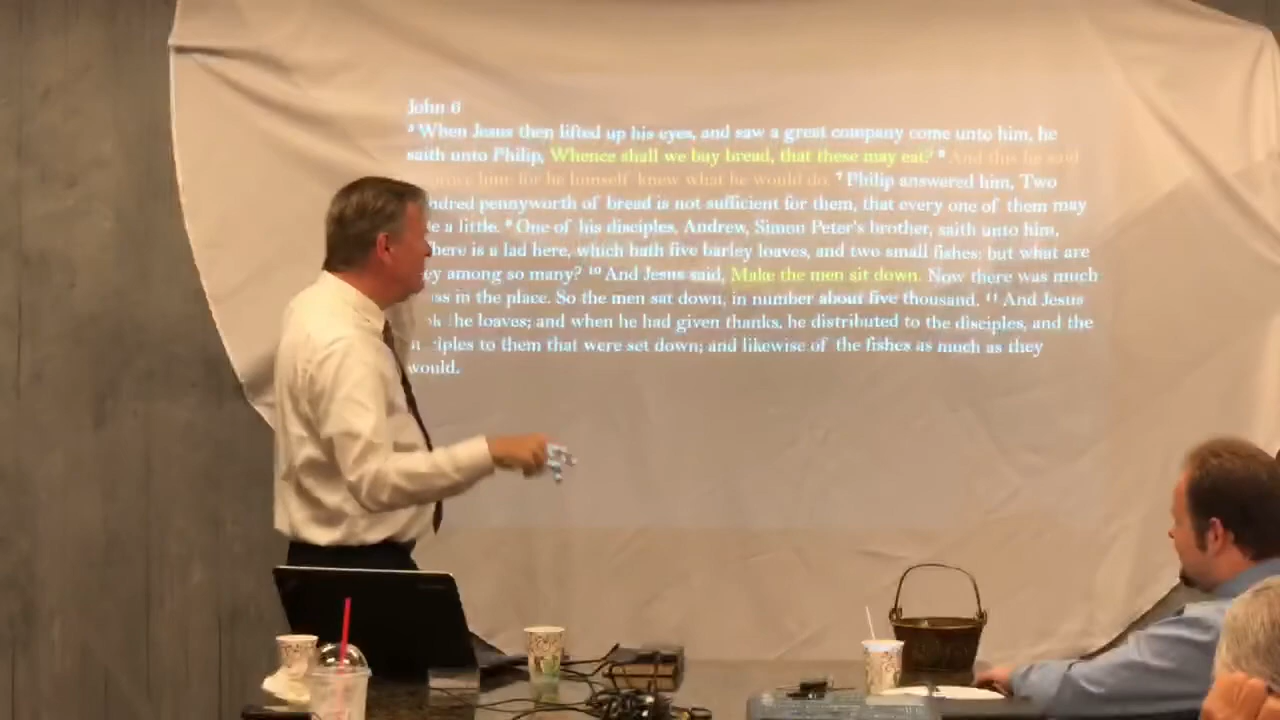 John 6
5 When Jesus then lifted up his eyes, and saw a great company come unto him, he
saith unto Philip, Whence shall we buy bread, that these may eat? 6 And this he said
prove him: for he himself knew what he would do. 7 Philip answered him, Two
ndred pennyworth of bread is not sufficient for them, that every one of them may
e a little. 8 One of his disciples, Andrew, Simon Peter's brother, saith unto him,
here is a lad here, which hath five barley loaves, and two small fishes: but what are
ey among so many? 10 And Jesus said, Make the men sit down. Now there was much
ss in the place. So the men sat down, in number about five thousand. 11 And Jesus
k the loaves; and when he had given thanks, he distributed to the disciples, and the
ciples to them that were set down; and likewise of the fishes as much as they
would.